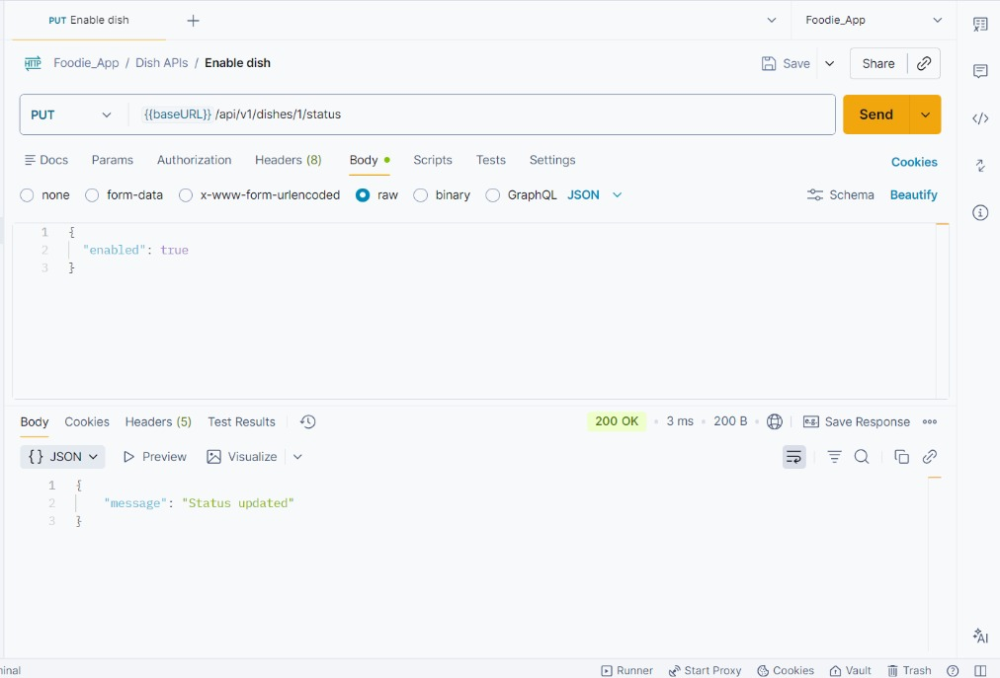 PUT Enable dish
Foodie_App
HTTP Foodie_App / Dish APIs / Enable dish
Save
Share
PUT
{{baseURL}} /api/v1/dishes/1/status
Send
Docs Params Authorization Headers (8) Body Scripts Tests Settings
Cookies
none form-data x-www-form-urlencoded raw binary GraphQL JSON
Schema Beautify
1 {
2 "enabled": true
3 }
Body Cookies Headers (5) Test Results
200 OK • 3 ms • 200 B • e.g. Save Response
{} JSON Preview Visualize
1 {
2 "message": "Status updated"
3 }
AI
Runner Start Proxy Cookies Vault Trash